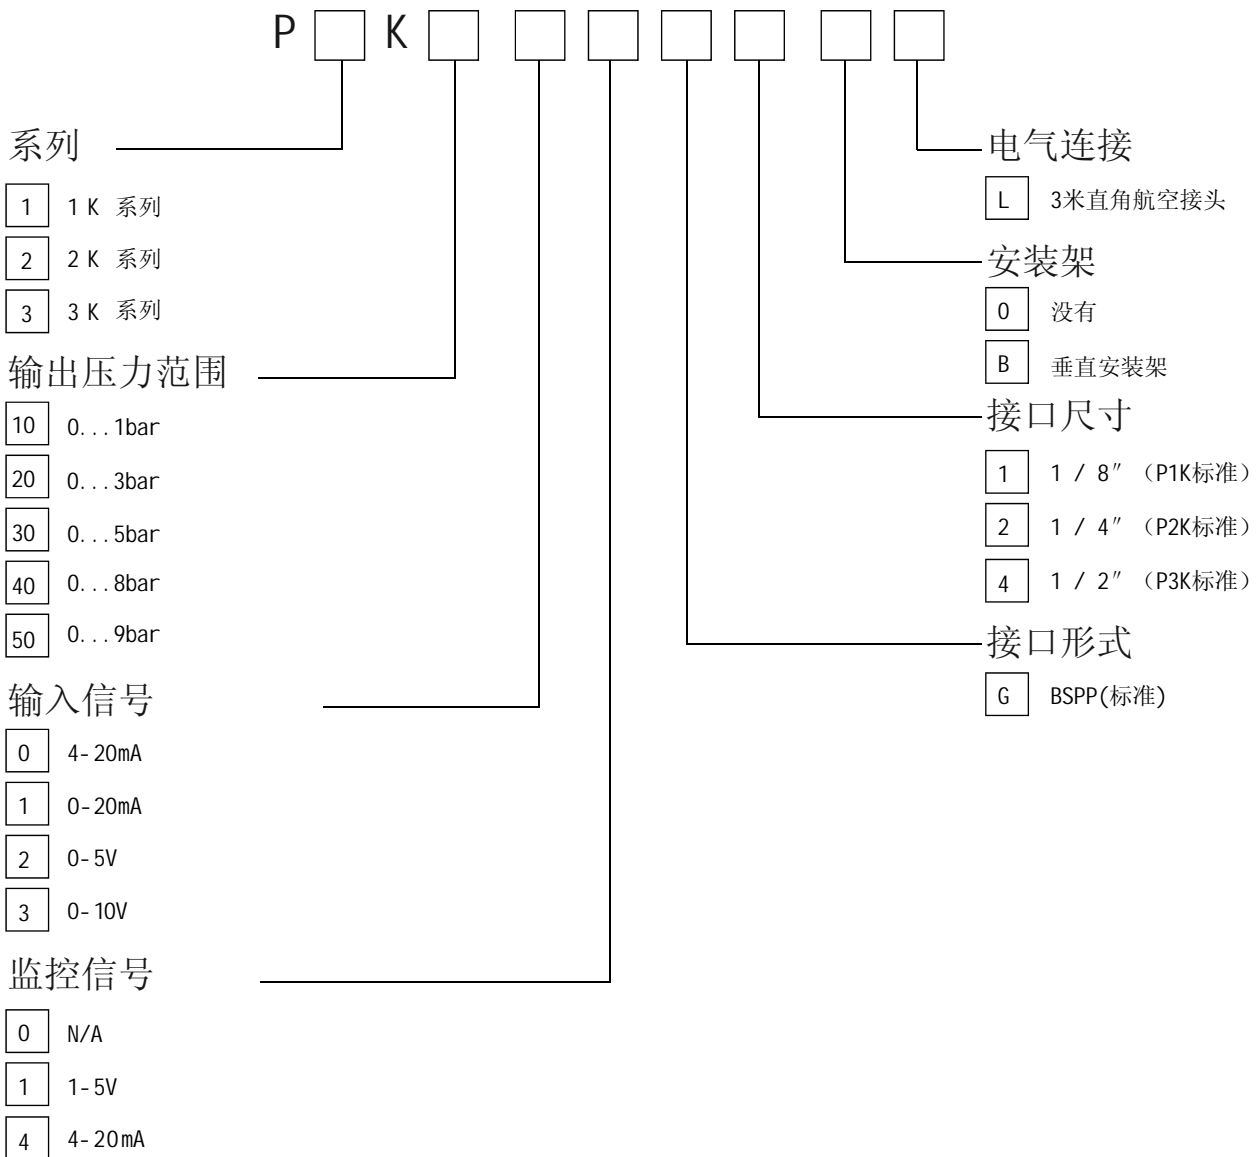 P K
系列
1 1K 系列
2 2K 系列
3 3K 系列
输出压力范围
10 0...1bar
20 0...3bar
30 0...5bar
40 0...8bar
50 0...9bar
输入信号
0 4-20mA
1 0-20mA
2 0-5V
3 0-10V
监控信号
0 N/A
1 1-5V
4 4-20mA
电气连接
L 3米直角航空接头
安装架
0 没有
B 垂直安装架
接口尺寸
1 1/8″（P1K标准）
2 1/4″（P2K标准）
4 1/2″（P3K标准）
接口形式
G BSPP(标准)